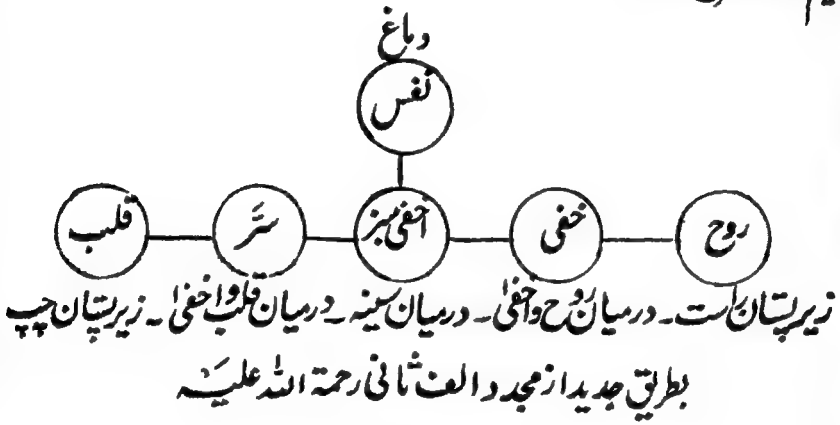 دماغ
نفس
روح خفی اخفیٰ سبز سّر قلب
زیر پستان راست ۔ درمیان روح و اخفیٰ ۔ درمیان سینہ ۔ درمیان قلب و اخفیٰ ۔ زیر پستان چپ
بطریق جدید از مجدد الف ثانی رحمۃ اللہ علیہ